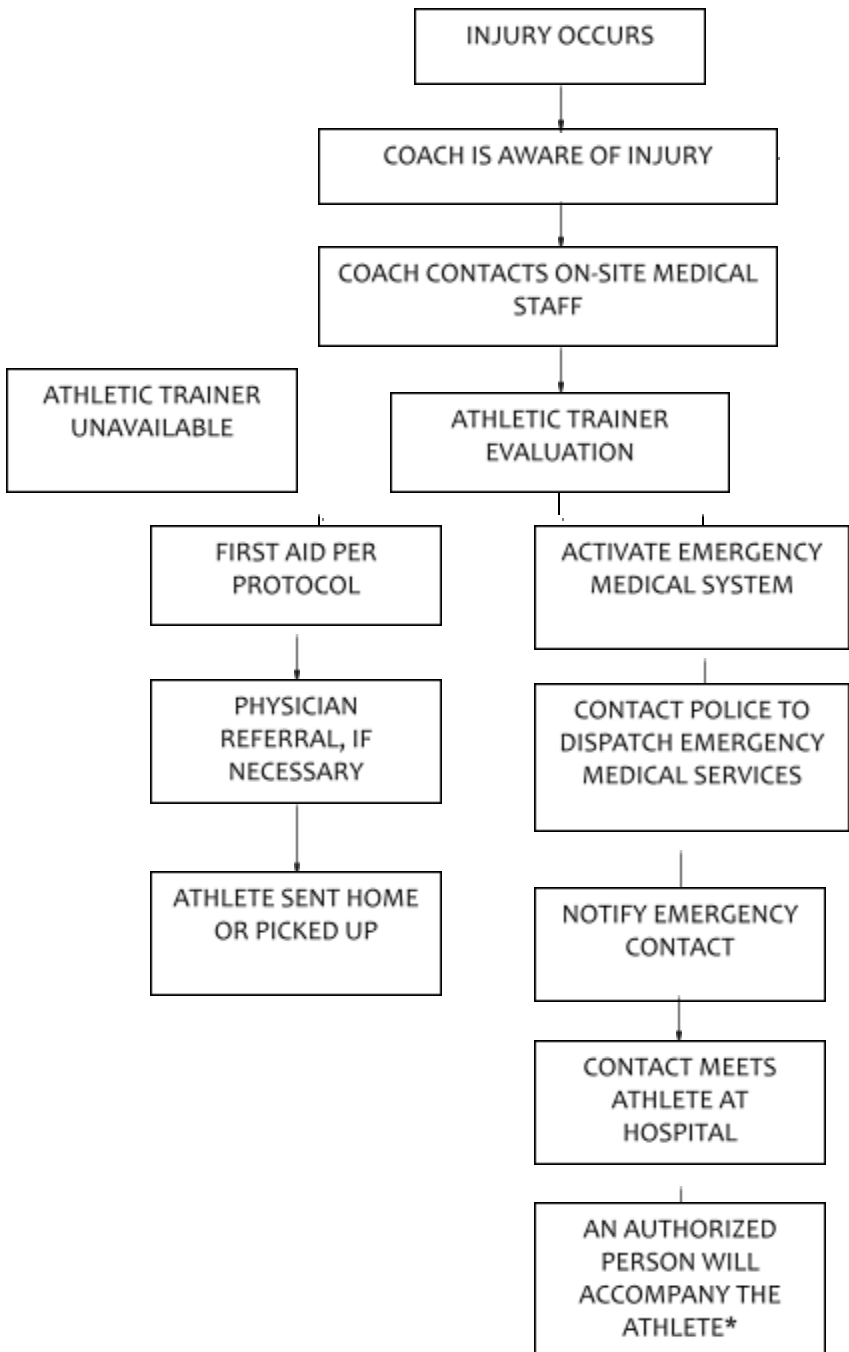 INJURY OCCURS
COACH IS AWARE OF INJURY
COACH CONTACTS ON-SITE MEDICAL
STAFF
ATHLETIC TRAINER
UNAVAILABLE
ATHLETIC TRAINER
EVALUATION
FIRST AID PER
PROTOCOL
PHYSICIAN
REFERRAL, IF
NECESSARY
ATHLETE SENT HOME
OR PICKED UP
ACTIVATE EMERGENCY
MEDICAL SYSTEM
CONTACT POLICE TO
DISPATCH EMERGENCY
MEDICAL SERVICES
NOTIFY EMERGENCY
CONTACT
CONTACT MEETS
ATHLETE AT
HOSPITAL
AN AUTHORIZED
PERSON WILL
ACCOMPANY THE
ATHLETE*